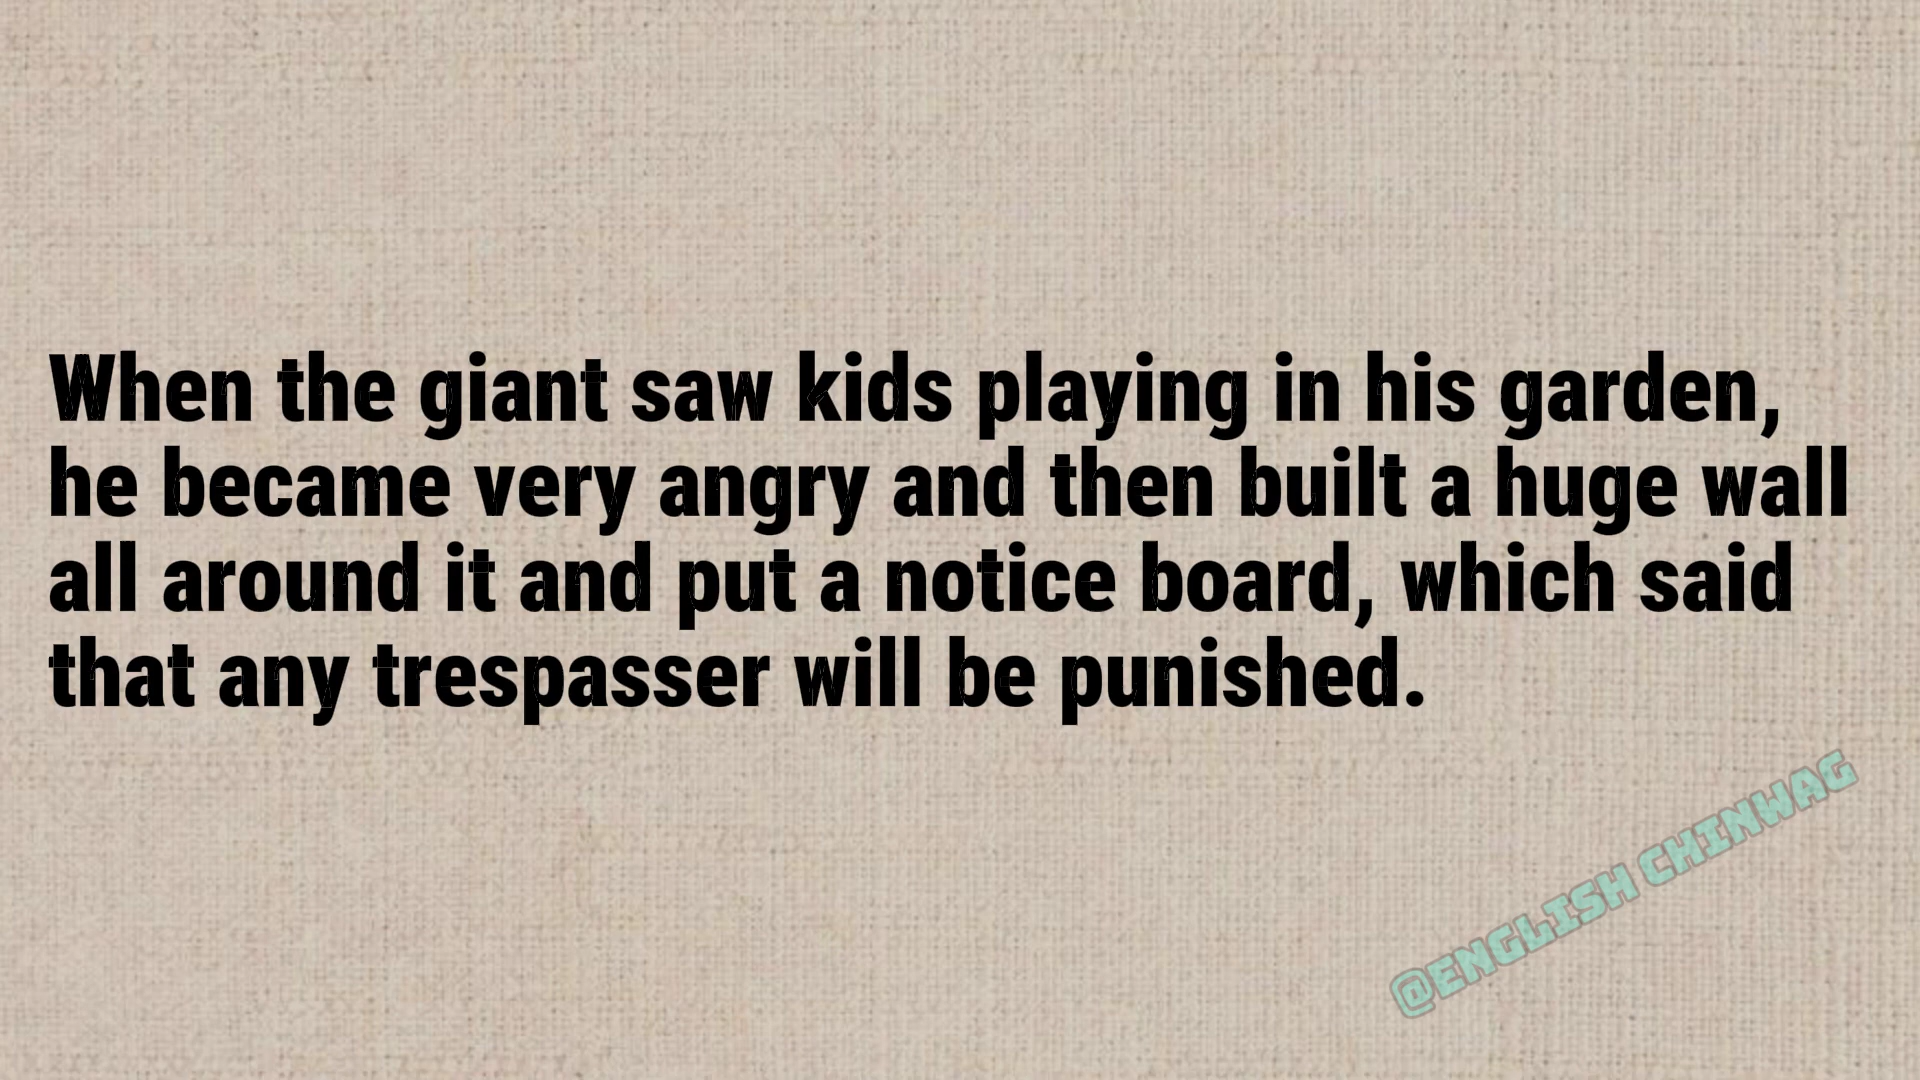 When the giant saw kids playing in his garden,
he became very angry and then built a huge wall
all around it and put a notice board, which said
that any trespasser will be punished.
@ENGLISH CHINWAG